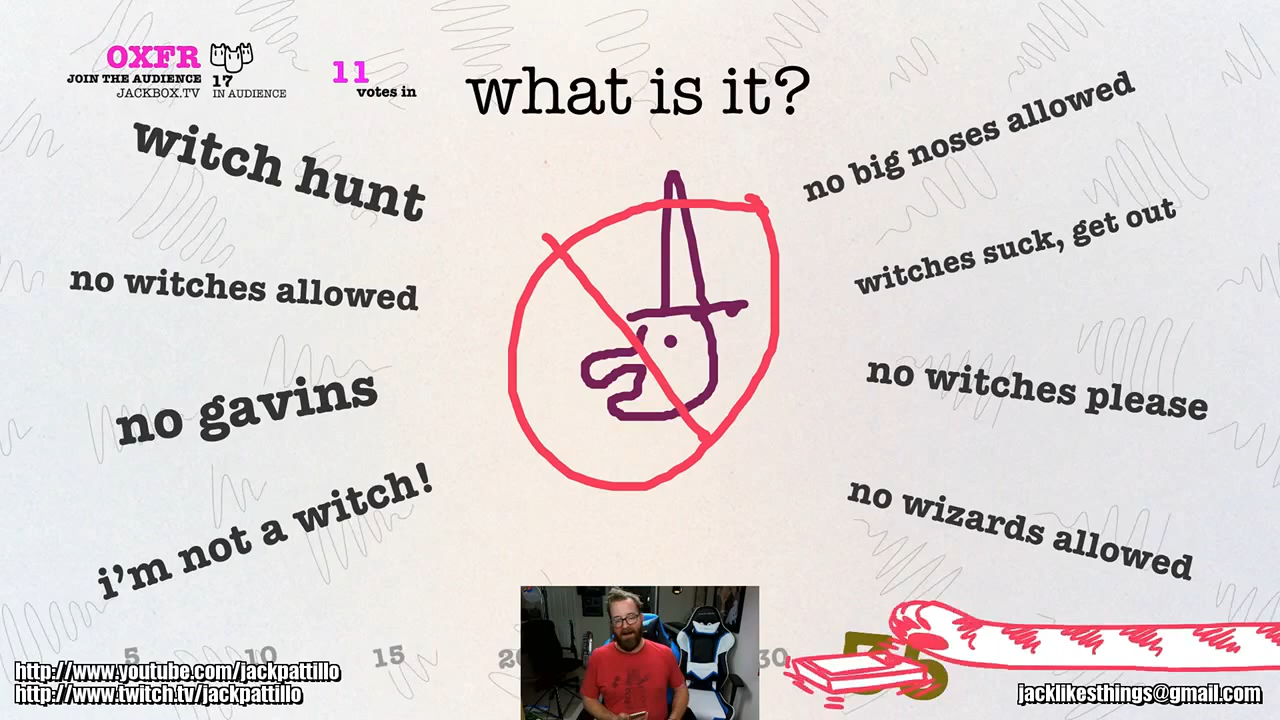 OXFR
JOIN THE AUDIENCE
JACKBOX.TV
17
IN AUDIENCE
11
votes in
what is it?
witch hunt
no witches allowed
no gavins
i'm not a witch!
no big noses allowed
witches suck, get out
no witches please
no wizards allowed
5 10 15 20 30
http://www.youtube.com/jackpattillo
http://www.twitch.tv/jackpattillo
jacklikesthings@gmail.com